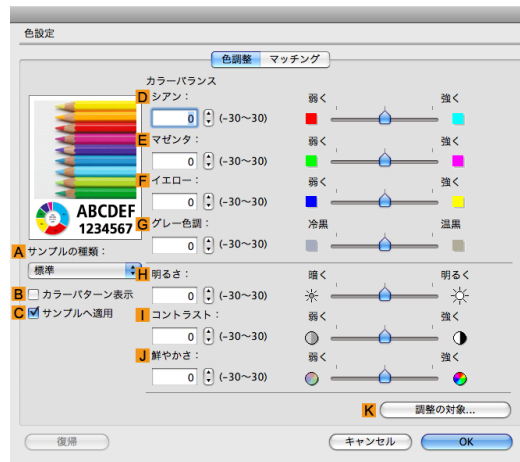 色設定
色調整 マッチング
カラーバランス
D シアン：
弱く 強く
0 (-30～30)
E マゼンタ：
弱く 強く
0 (-30～30)
F イエロー：
弱く 強く
0 (-30～30)
G グレー色調：
冷黒 温黒
0 (-30～30)
ABCDEF
1234567
A サンプルの種類：
標準
B カラーパターン表示
C サンプルへ適用
H 明るさ：
暗く 明るく
0 (-30～30)
I コントラスト：
弱く 強く
0 (-30～30)
J 鮮やかさ：
弱く 強く
0 (-30～30)
K 調整の対象...
復帰 キャンセル OK